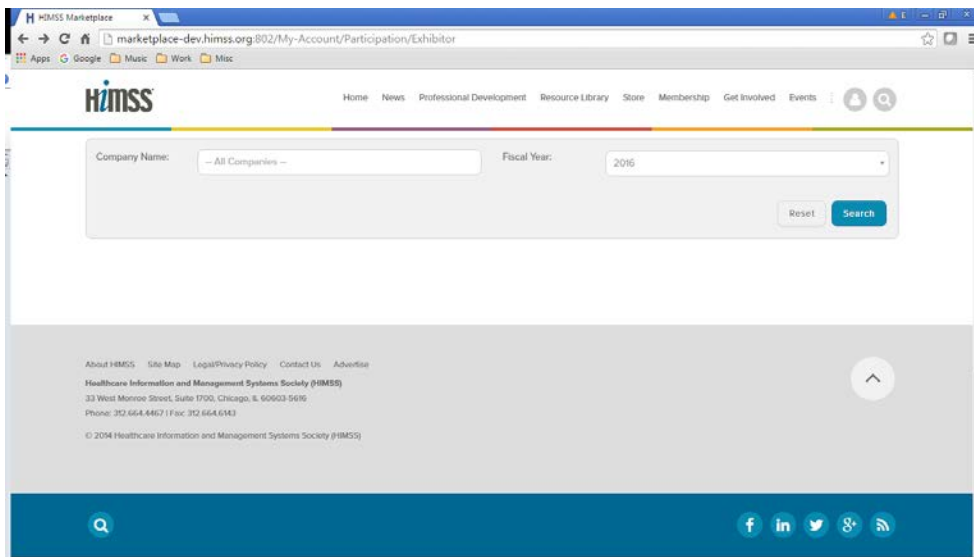 HIMSS Marketplace
marketplace-dev.himss.org:802/My-Account/Participation/Exhibitor
Apps Google Music Work Misc
HIMSS
Home News Professional Development Resource Library Store Membership Get Involved Events
Company Name: -- All Companies -- Fiscal Year: 2016
Reset Search
About HIMSS Site Map Legal/Privacy Policy Contact Us Advertise
Healthcare Information and Management Systems Society (HIMSS)
33 West Monroe Street, Suite 1700, Chicago, IL 60603-5616
Phone: 312.664.4467 | Fax: 312.664.6143
© 2014 Healthcare Information and Management Systems Society (HIMSS)